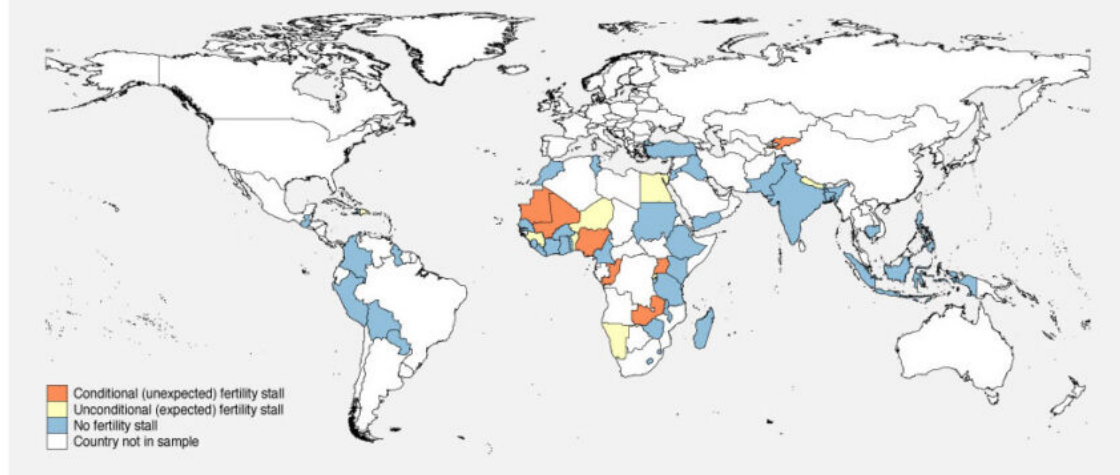 Conditional (unexpected) fertility stall
Unconditional (expected) fertility stall
No fertility stall
Country not in sample